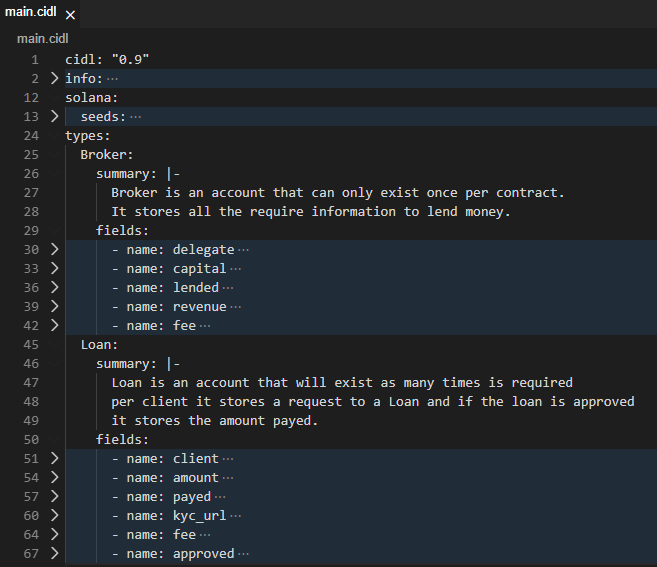 main.cidl
main.cidl
1 cidl: "0.9"
2 info: ···
12 solana:
13 seeds: ···
24 types:
25 Broker:
26 summary: |-
27 Broker is an account that can only exist once per contract.
28 It stores all the require information to lend money.
29 fields:
30 - name: delegate ···
33 - name: capital ···
36 - name: lended ···
39 - name: revenue ···
42 - name: fee ···
45 Loan:
46 summary: |-
47 Loan is an account that will exist as many times is required
48 per client it stores a request to a Loan and if the loan is approved
49 it stores the amount payed.
50 fields:
51 - name: client ···
54 - name: amount ···
57 - name: payed ···
60 - name: kyc_url ···
64 - name: fee ···
67 - name: approved ···